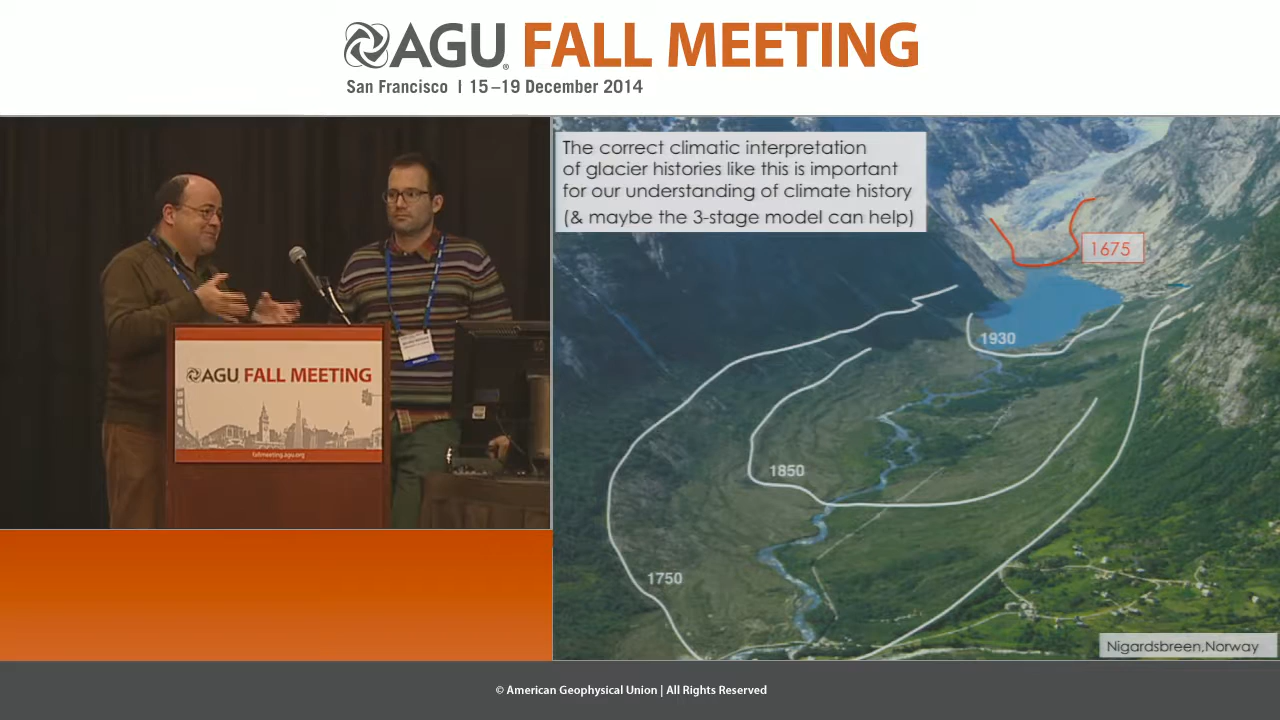 AGU FALL MEETING
San Francisco | 15–19 December 2014
The correct climatic interpretation
of glacier histories like this is important
for our understanding of climate history
(& maybe the 3-stage model can help)
1675
1930
1850
1750
Nigardsbreen,Norway
AGU FALL MEETING
fallmeeting.agu.org
© American Geophysical Union | All Rights Reserved